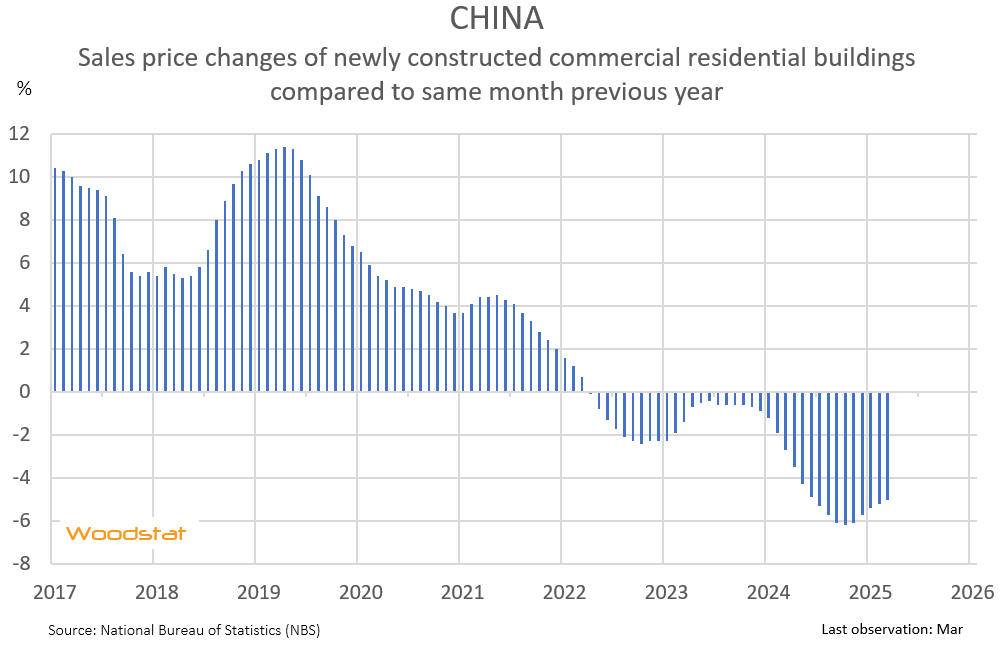 CHINA
Sales price changes of newly constructed commercial residential buildings
compared to same month previous year
%
12
10
8
6
4
2
0
-2
-4
-6
-8
Woodstat
2017 2018 2019 2020 2021 2022 2023 2024 2025 2026
Source: National Bureau of Statistics (NBS) Last observation: Mar